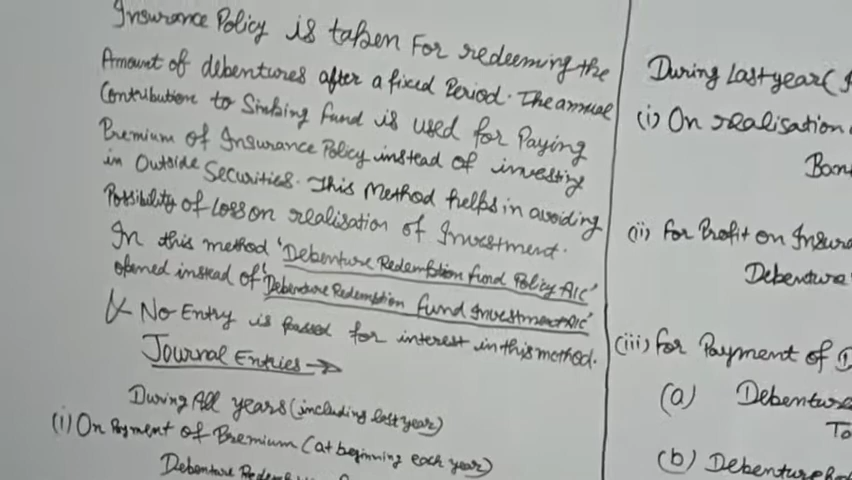 Insurance Policy is taken For redeeming the
Amount of debentures after a fixed Period. The annual
Contribution to Sinking fund is used for Paying
Premium of Insurance Policy instead of investing
in Outside Securities. This Method helps in avoiding
Possibility of loss on realisation of Investment.
In this method 'Debenture Redemption fund Policy A/c'
opened instead of 'Debenture Redemption fund Investment A/c'
& No Entry is passed for interest in this method.
Journal Entries →
During All years (including last year)
(i) On Payment of Premium (at beginning each year)
Debenture
During Last year (
(i) On realisation
Ban
(ii) For Profit on Insura
Debenture
(iii) For Payment of
(a) Debenture
To
(b) Debenture